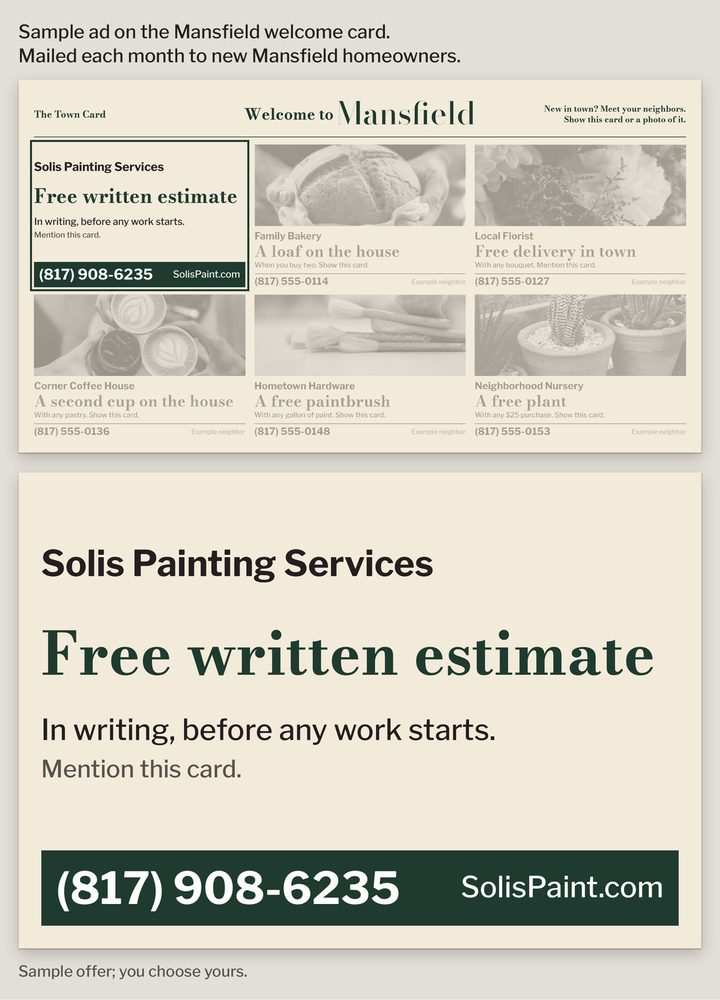 Sample ad on the Mansfield welcome card.
Mailed each month to new Mansfield homeowners.
The Town Card
Welcome to Mansfield
New in town? Meet your neighbors.
Show this card or a photo of it.
Solis Painting Services
Free written estimate
In writing, before any work starts.
Mention this card.
(817) 908-6235 SolisPaint.com
Family Bakery
A loaf on the house
When you buy two. Show this card.
(817) 555-0114 Example neighbor
Local Florist
Free delivery in town
With any bouquet. Mention this card.
(817) 555-0127 Example neighbor
Corner Coffee House
A second cup on the house
With any pastry. Show this card.
(817) 555-0136 Example neighbor
Hometown Hardware
A free paintbrush
With any gallon of paint. Show this card.
(817) 555-0148 Example neighbor
Neighborhood Nursery
A free plant
With any $25 purchase. Show this card.
(817) 555-0153 Example neighbor
Solis Painting Services
Free written estimate
In writing, before any work starts.
Mention this card.
(817) 908-6235 SolisPaint.com
Sample offer; you choose yours.